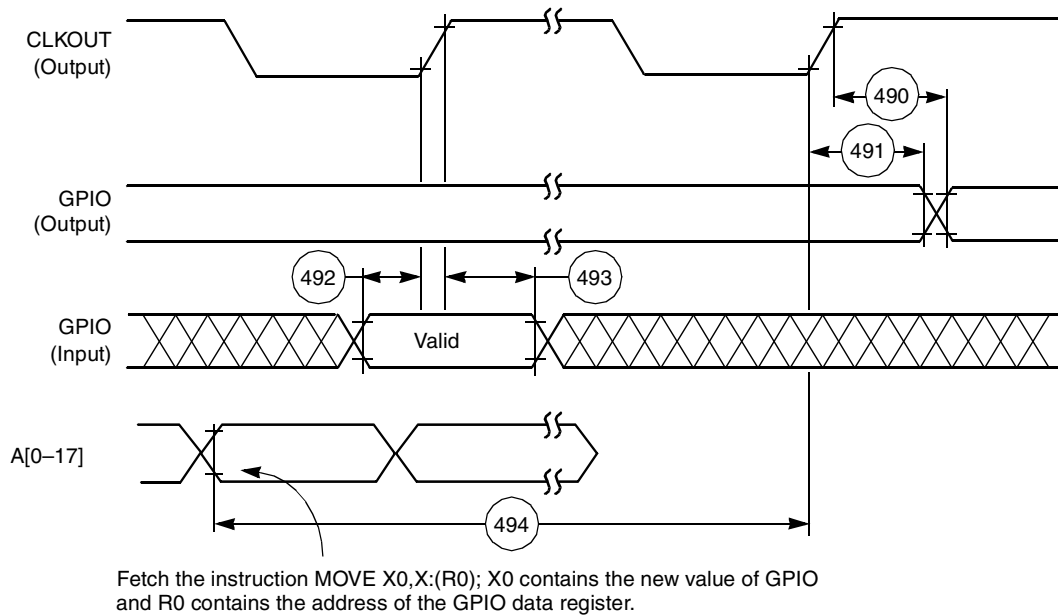 CLKOUT
(Output)
490
491
GPIO
(Output)
492
493
GPIO
(Input)
Valid
A[0–17]
494
Fetch the instruction MOVE X0,X:(R0); X0 contains the new value of GPIO
and R0 contains the address of the GPIO data register.